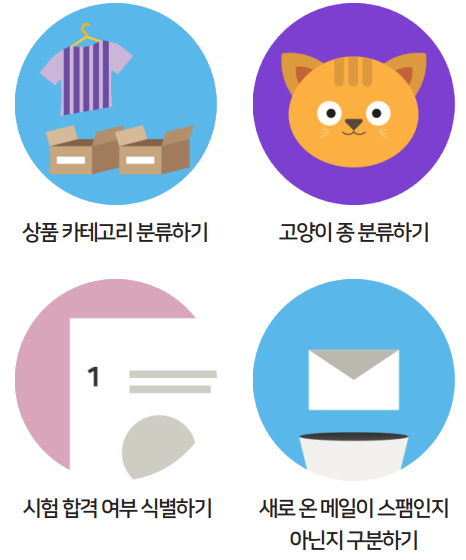 상품 카테고리 분류하기
고양이 종 분류하기
1
시험 합격 여부 식별하기
새로 온 메일이 스팸인지
아닌지 구분하기